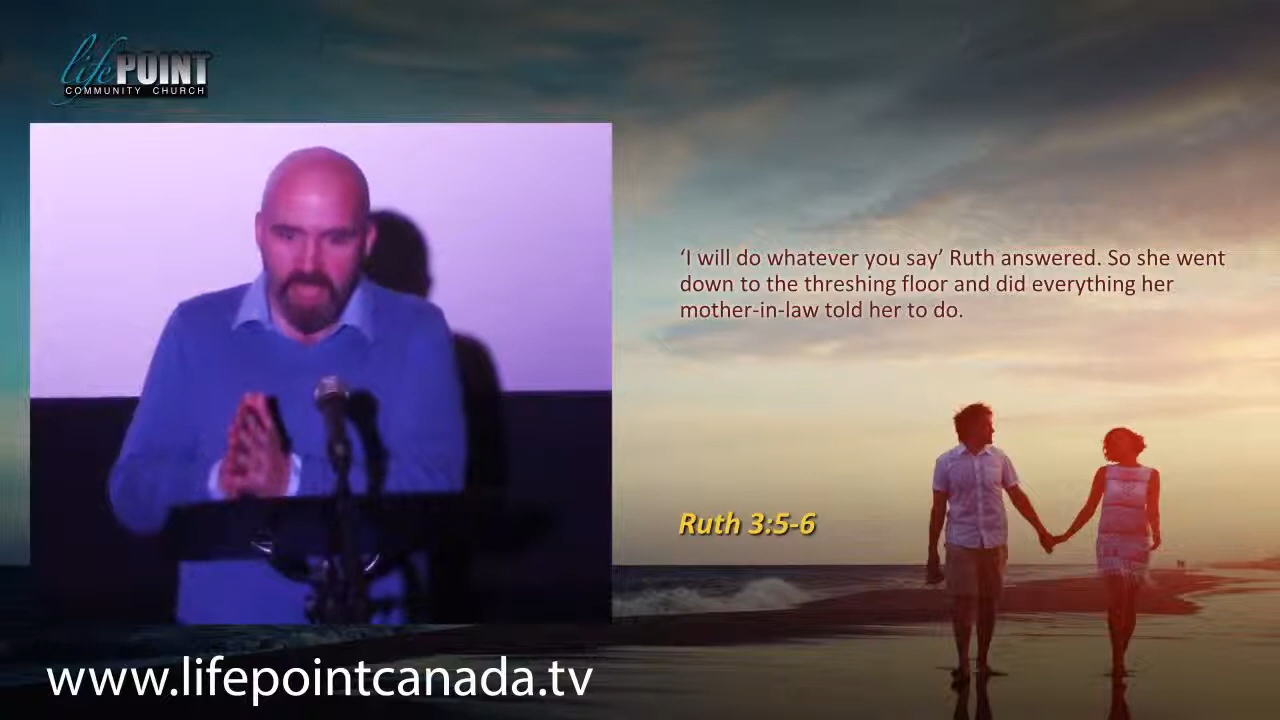 life POINT
COMMUNITY CHURCH
‘I will do whatever you say’ Ruth answered. So she went
down to the threshing floor and did everything her
mother-in-law told her to do.
Ruth 3:5-6
www.lifepointcanada.tv